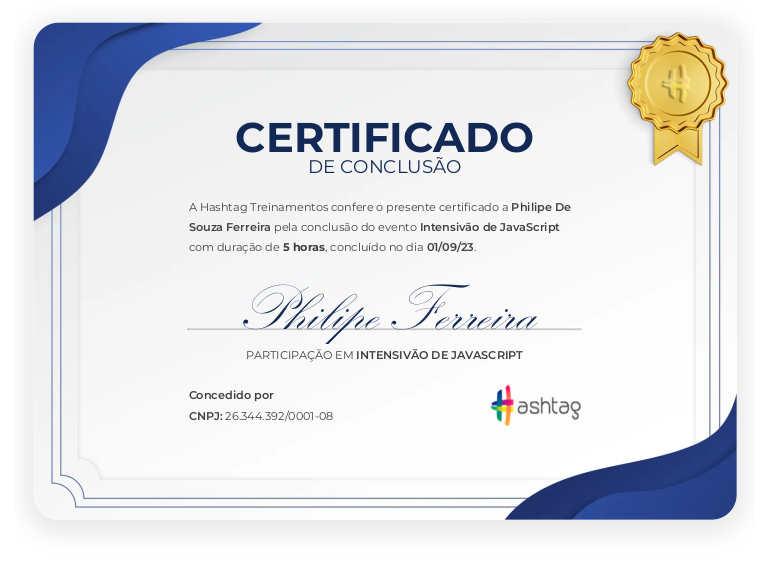 CERTIFICADO
DE CONCLUSÃO
A Hashtag Treinamentos confere o presente certificado a Philipe De
Souza Ferreira pela conclusão do evento Intensivão de JavaScript
com duração de 5 horas, concluído no dia 01/09/23.
Philipe Ferreira
PARTICIPAÇÃO EM INTENSIVÃO DE JAVASCRIPT
Concedido por
CNPJ: 26.344.392/0001-08
ashtag